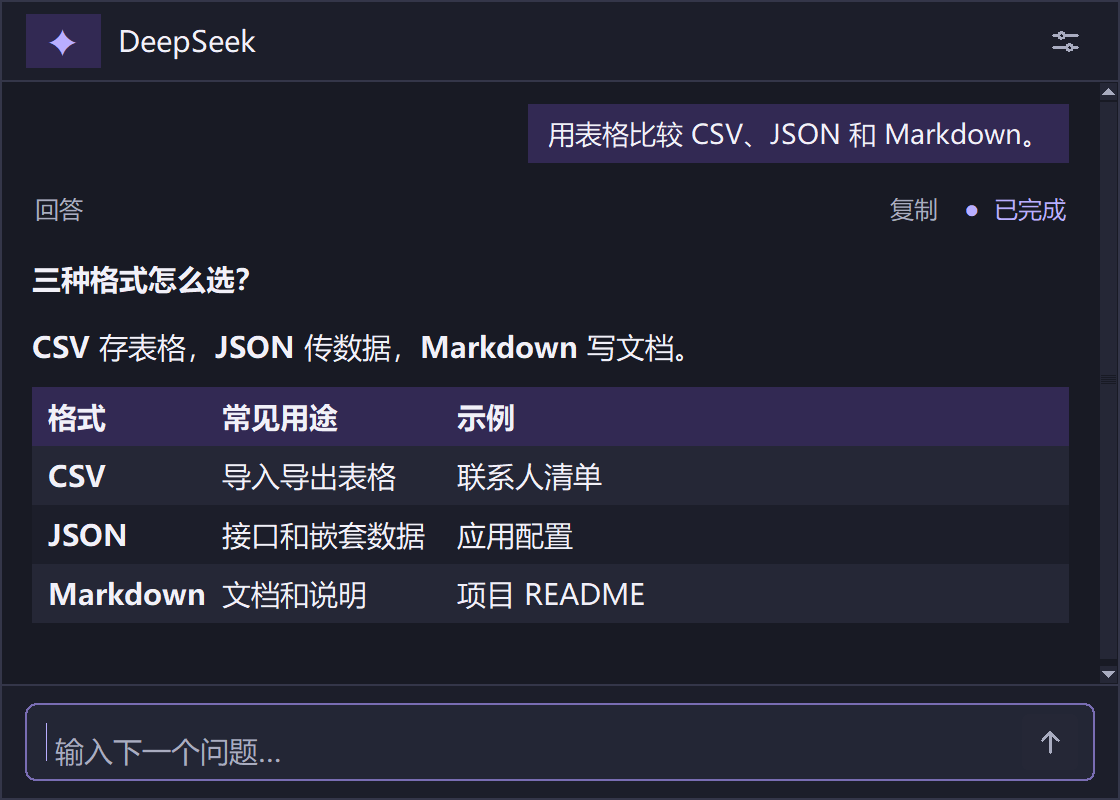 DeepSeek
用表格比较 CSV、JSON 和 Markdown。
回答 复制 已完成
三种格式怎么选？
CSV 存表格，JSON 传数据，Markdown 写文档。
格式 常见用途 示例
CSV 导入导出表格 联系人清单
JSON 接口和嵌套数据 应用配置
Markdown 文档和说明 项目 README
输入下一个问题...